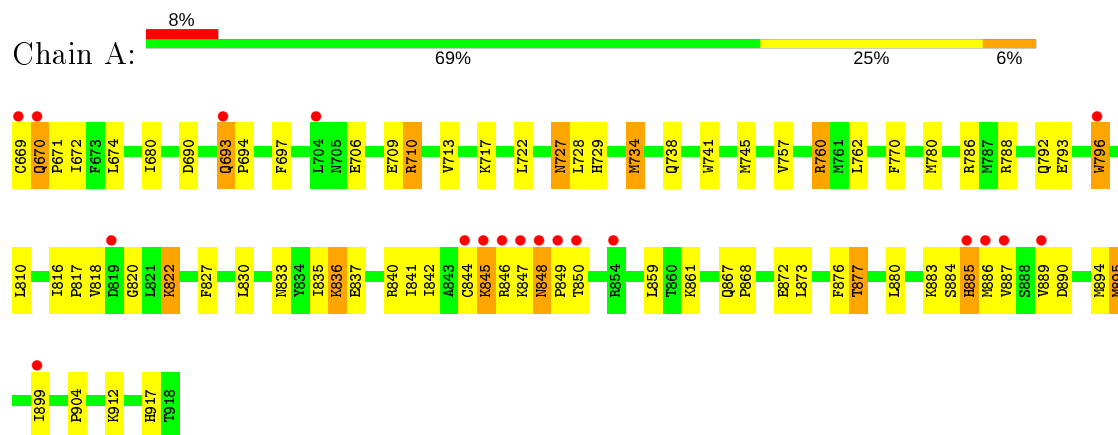 8%
Chain A:
69% 25% 6%
C669 Q670 P671 I672 F673 L674 I680 D690 Q693 P694 F697 L704 N705 E706 E709 R710 V713 K717 L722 N727 L728 H729 M734 Q738 W741 M745 V757 R760 M761 L762 F770 M780 R786 M787 R788 Q792 E793 W796
L810 I816 P817 V818 D819 G820 L821 K822 F827 L830 N833 Y834 I835 K836 E837 R840 I841 I842 A843 C844 K845 R846 K847 N848 P849 T850 R854 L859 T860 K861 Q867 P868 E872 L873 F876 T877 L880 K883 S884 H885 M886 V887 S888 V889 D890 M894 M895
I899 P904 K912 H917 T918